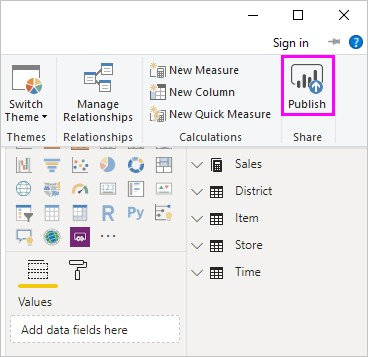 Sign in
?
Switch
Theme
Manage
Relationships
New Measure
New Column
New Quick Measure
Publish
Themes
Relationships
Calculations
Share
123
R
Py
...
Sales
District
Item
Store
Time
Values
Add data fields here